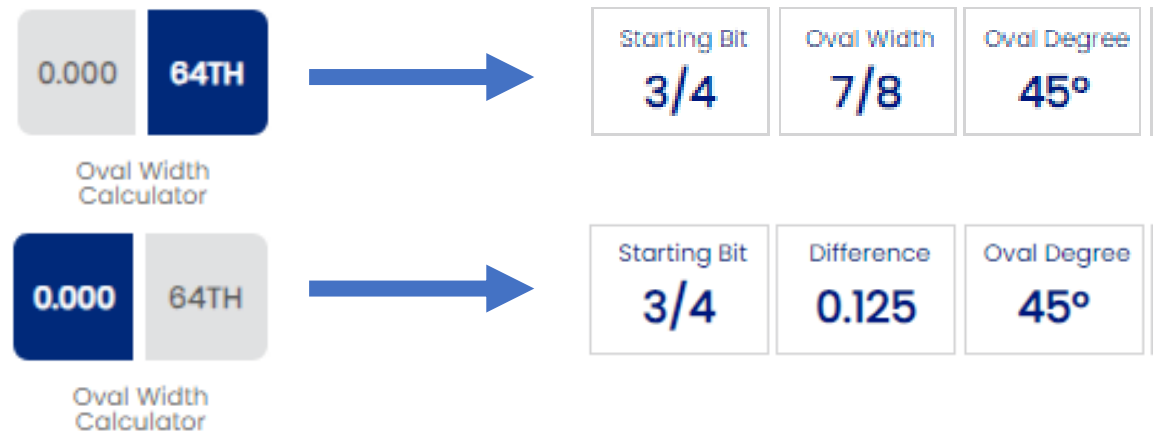 0.000 64TH
Oval Width
Calculator
Starting Bit Oval Width Oval Degree
3/4 7/8 45°
0.000 64TH
Oval Width
Calculator
Starting Bit Difference Oval Degree
3/4 0.125 45°